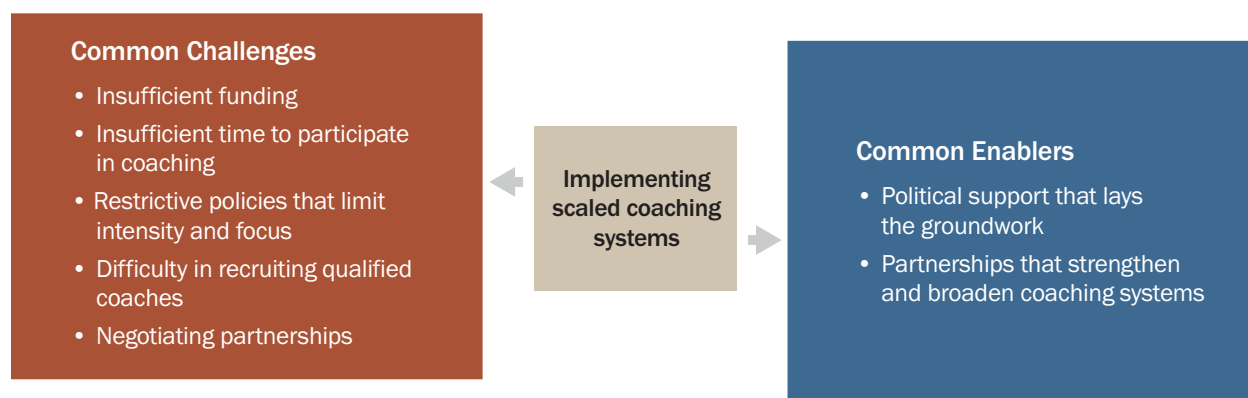 Common Challenges
• Insufficient funding
• Insufficient time to participate
in coaching
• Restrictive policies that limit
intensity and focus
• Difficulty in recruiting qualified
coaches
• Negotiating partnerships
Implementing
scaled coaching
systems
Common Enablers
• Political support that lays
the groundwork
• Partnerships that strengthen
and broaden coaching systems